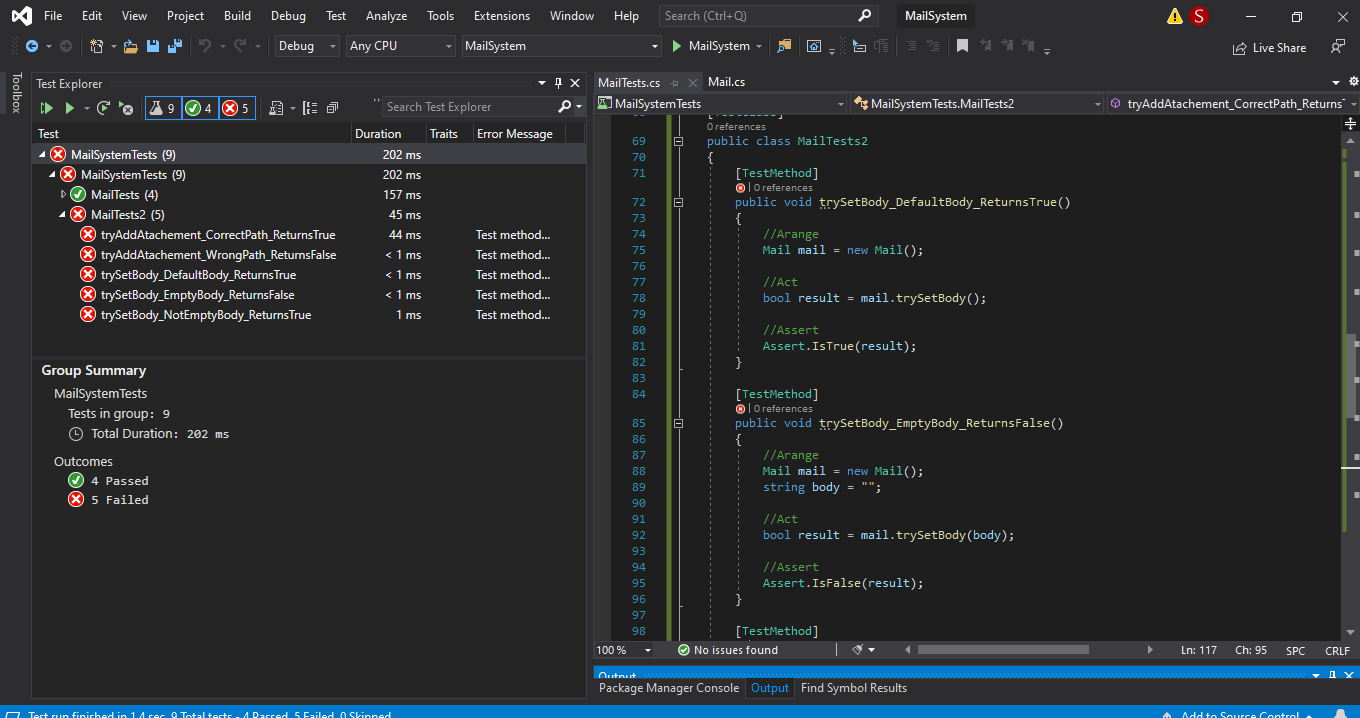 File Edit View Project Build Debug Test Analyze Tools Extensions Window Help Search (Ctrl+Q) MailSystem S
Debug Any CPU MailSystem MailSystem Live Share
Toolbox
Test Explorer
9 4 5 Search Test Explorer
Test Duration Traits Error Message
MailSystemTests (9) 202 ms
MailSystemTests (9) 202 ms
MailTests (4) 157 ms
MailTests2 (5) 45 ms
tryAddAtachement_CorrectPath_ReturnsTrue 44 ms Test method...
tryAddAtachement_WrongPath_ReturnsFalse < 1 ms Test method...
trySetBody_DefaultBody_ReturnsTrue < 1 ms Test method...
trySetBody_EmptyBody_ReturnsFalse < 1 ms Test method...
trySetBody_NotEmptyBody_ReturnsTrue 1 ms Test method...
Group Summary
MailSystemTests
Tests in group: 9
Total Duration: 202 ms
Outcomes
4 Passed
5 Failed
MailTests.cs Mail.cs
MailSystemTests MailSystemTests.MailTests2 tryAddAtachement_CorrectPath_Returns
0 references
69 public class MailTests2
70 {
71 [TestMethod]
0 references
72 public void trySetBody_DefaultBody_ReturnsTrue()
73 {
74 //Arange
75 Mail mail = new Mail();
76
77 //Act
78 bool result = mail.trySetBody();
79
80 //Assert
81 Assert.IsTrue(result);
82 }
83
84 [TestMethod]
0 references
85 public void trySetBody_EmptyBody_ReturnsFalse()
86 {
87 //Arange
88 Mail mail = new Mail();
89 string body = "";
90
91 //Act
92 bool result = mail.trySetBody(body);
93
94 //Assert
95 Assert.IsFalse(result);
96 }
97
98 [TestMethod]
100 % No issues found Ln: 117 Ch: 95 SPC CRLF
Output
Package Manager Console Output Find Symbol Results
Test run finished in 1,4 sec. 9 Total tests - 4 Passed, 5 Failed, 0 Skipped Add to Source Control